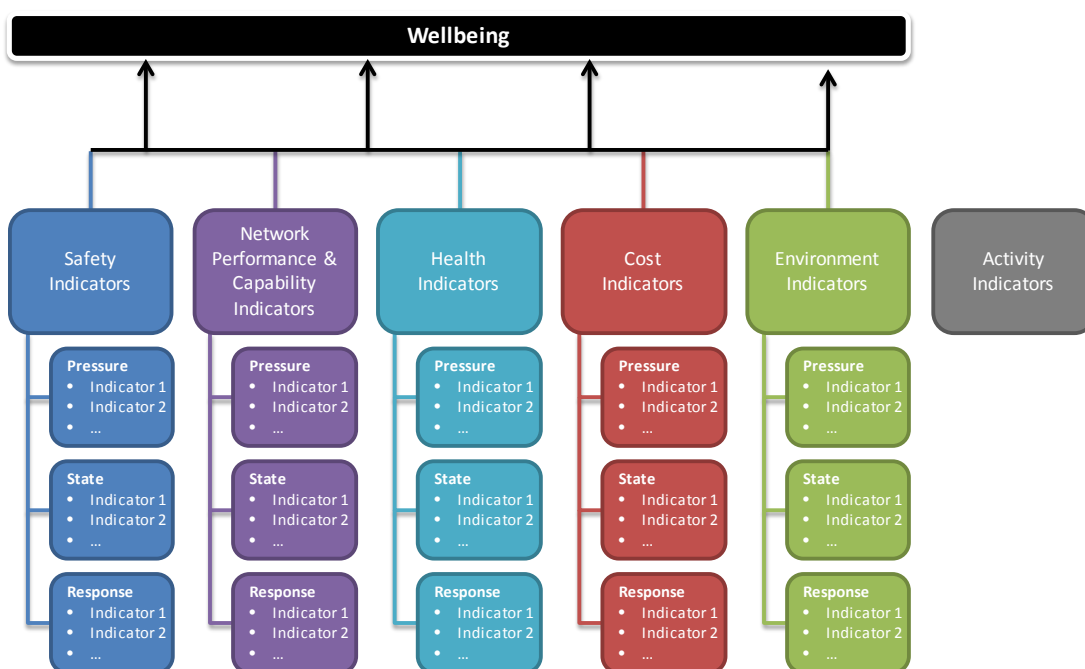 Wellbeing
Safety
Indicators
Network
Performance &
Capability
Indicators
Health
Indicators
Cost
Indicators
Environment
Indicators
Activity
Indicators
Pressure
• Indicator 1
• Indicator 2
• ...
State
• Indicator 1
• Indicator 2
• ...
Response
• Indicator 1
• Indicator 2
• ...
Pressure
• Indicator 1
• Indicator 2
• ...
State
• Indicator 1
• Indicator 2
• ...
Response
• Indicator 1
• Indicator 2
• ...
Pressure
• Indicator 1
• Indicator 2
• ...
State
• Indicator 1
• Indicator 2
• ...
Response
• Indicator 1
• Indicator 2
• ...
Pressure
• Indicator 1
• Indicator 2
• ...
State
• Indicator 1
• Indicator 2
• ...
Response
• Indicator 1
• Indicator 2
• ...
Pressure
• Indicator 1
• Indicator 2
• ...
State
• Indicator 1
• Indicator 2
• ...
Response
• Indicator 1
• Indicator 2
• ...